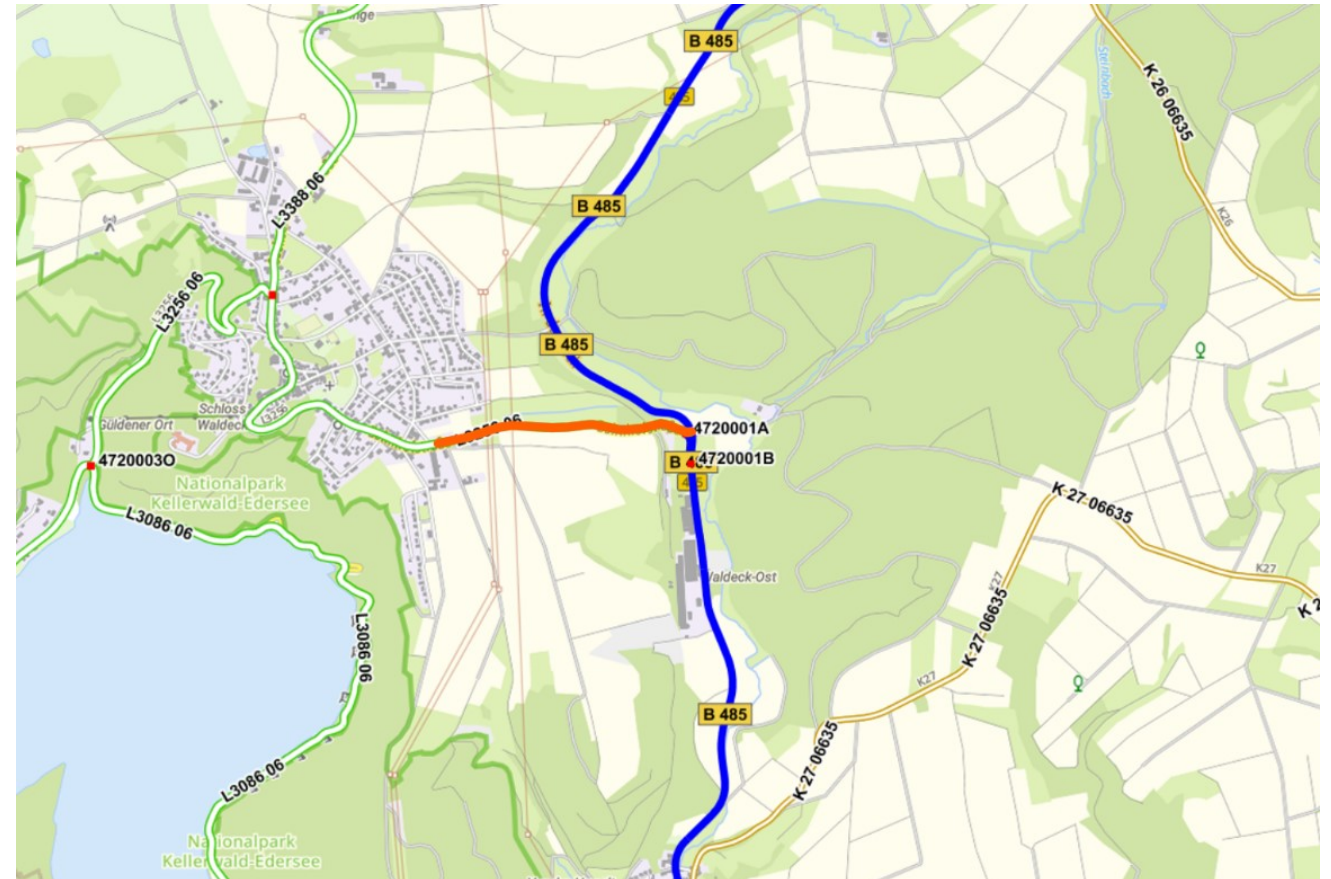 B 485
Steinbach
K 26 06635
L3388 06
B 485
K26
L3256 06
B 485
Schloss
Waldeck
L3256
Güldener Ort
4720001A
4720003O
4720001B
Nationalpark
Kellerwald-Edersee
K 27 06635
L3086 06
K27
Waldeck-Ost
K 27 06635
L3086 06
K27
B 485
K 27 06635
L3086 06
Nationalpark
Kellerwald-Edersee